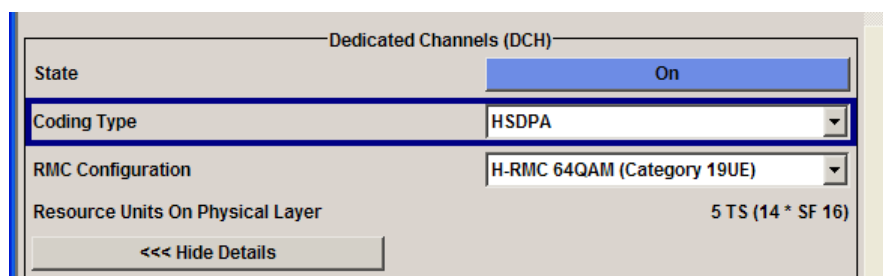 Dedicated Channels (DCH)
State On
Coding Type HSDPA
RMC Configuration H-RMC 64QAM (Category 19UE)
Resource Units On Physical Layer 5 TS (14 * SF 16)
<<< Hide Details